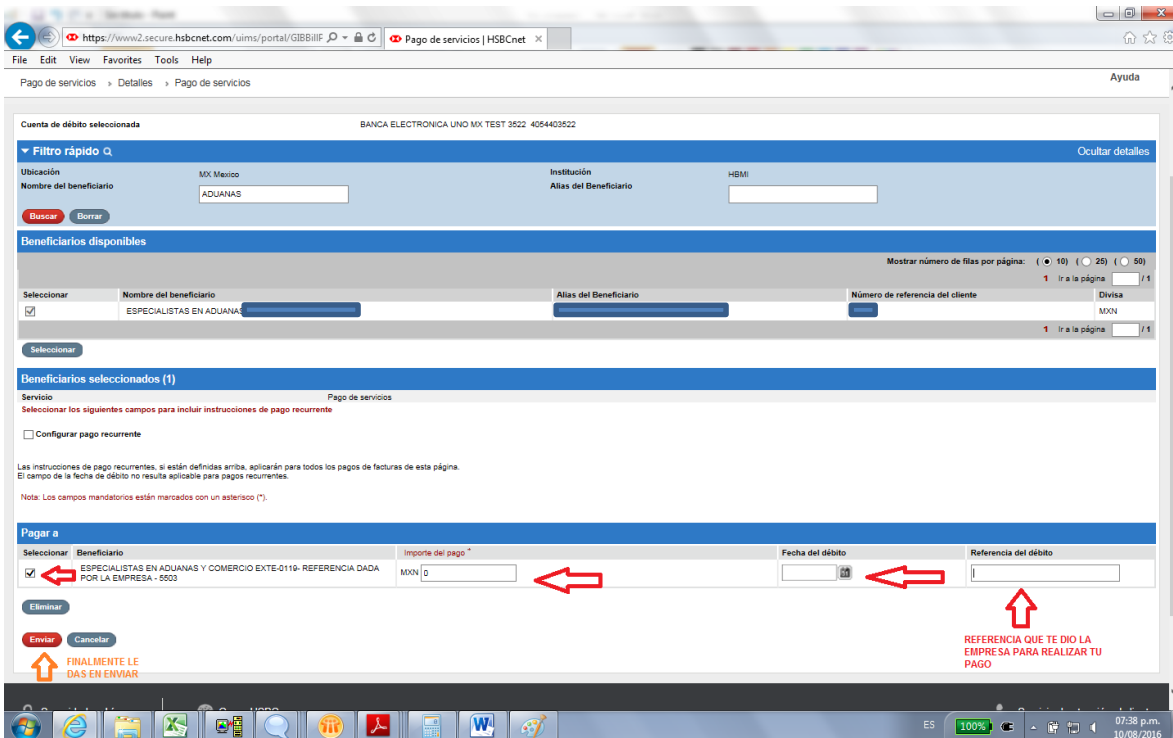 https://www2.secure.hsbcnet.com/uims/portal/GIBBillF
Pago de servicios | HSBCnet
File Edit View Favorites Tools Help
Pago de servicios › Detalles › Pago de servicios
Ayuda
Cuenta de débito seleccionada BANCA ELECTRONICA UNO MX TEST 3522 4054403522
Filtro rápido Ocultar detalles
Ubicación MX Mexico Institución HBMI
Nombre del beneficiario ADUANAS Alias del Beneficiario
Buscar Borrar
Beneficiarios disponibles
Mostrar número de filas por página: ( 10) ( 25) ( 50)
1 Ir a la página / 1
Seleccionar Nombre del beneficiario Alias del Beneficiario Número de referencia del cliente Divisa
ESPECIALISTAS EN ADUANAS MXN
1 Ir a la página / 1
Seleccionar
Beneficiarios seleccionados (1)
Servicio Pago de servicios
Seleccionar los siguientes campos para incluir instrucciones de pago recurrente
Configurar pago recurrente
Las instrucciones de pago recurrentes, si están definidas arriba, aplicarán para todos los pagos de facturas de esta página.
El campo de la fecha de débito no resulta aplicable para pagos recurrentes.
Nota: Los campos mandatorios están marcados con un asterisco (*).
Pagar a
Seleccionar Beneficiario Importe del pago * Fecha del débito Referencia del débito
ESPECIALISTAS EN ADUANAS Y COMERCIO EXTE-0119- REFERENCIA DADA
POR LA EMPRESA - 5503
MXN 0
Eliminar
Enviar Cancelar
FINALMENTE LE
DAS EN ENVIAR
REFERENCIA QUE TE DIO LA
EMPRESA PARA REALIZAR TU
PAGO
ES 100% 07:38 p.m.
10/08/2016